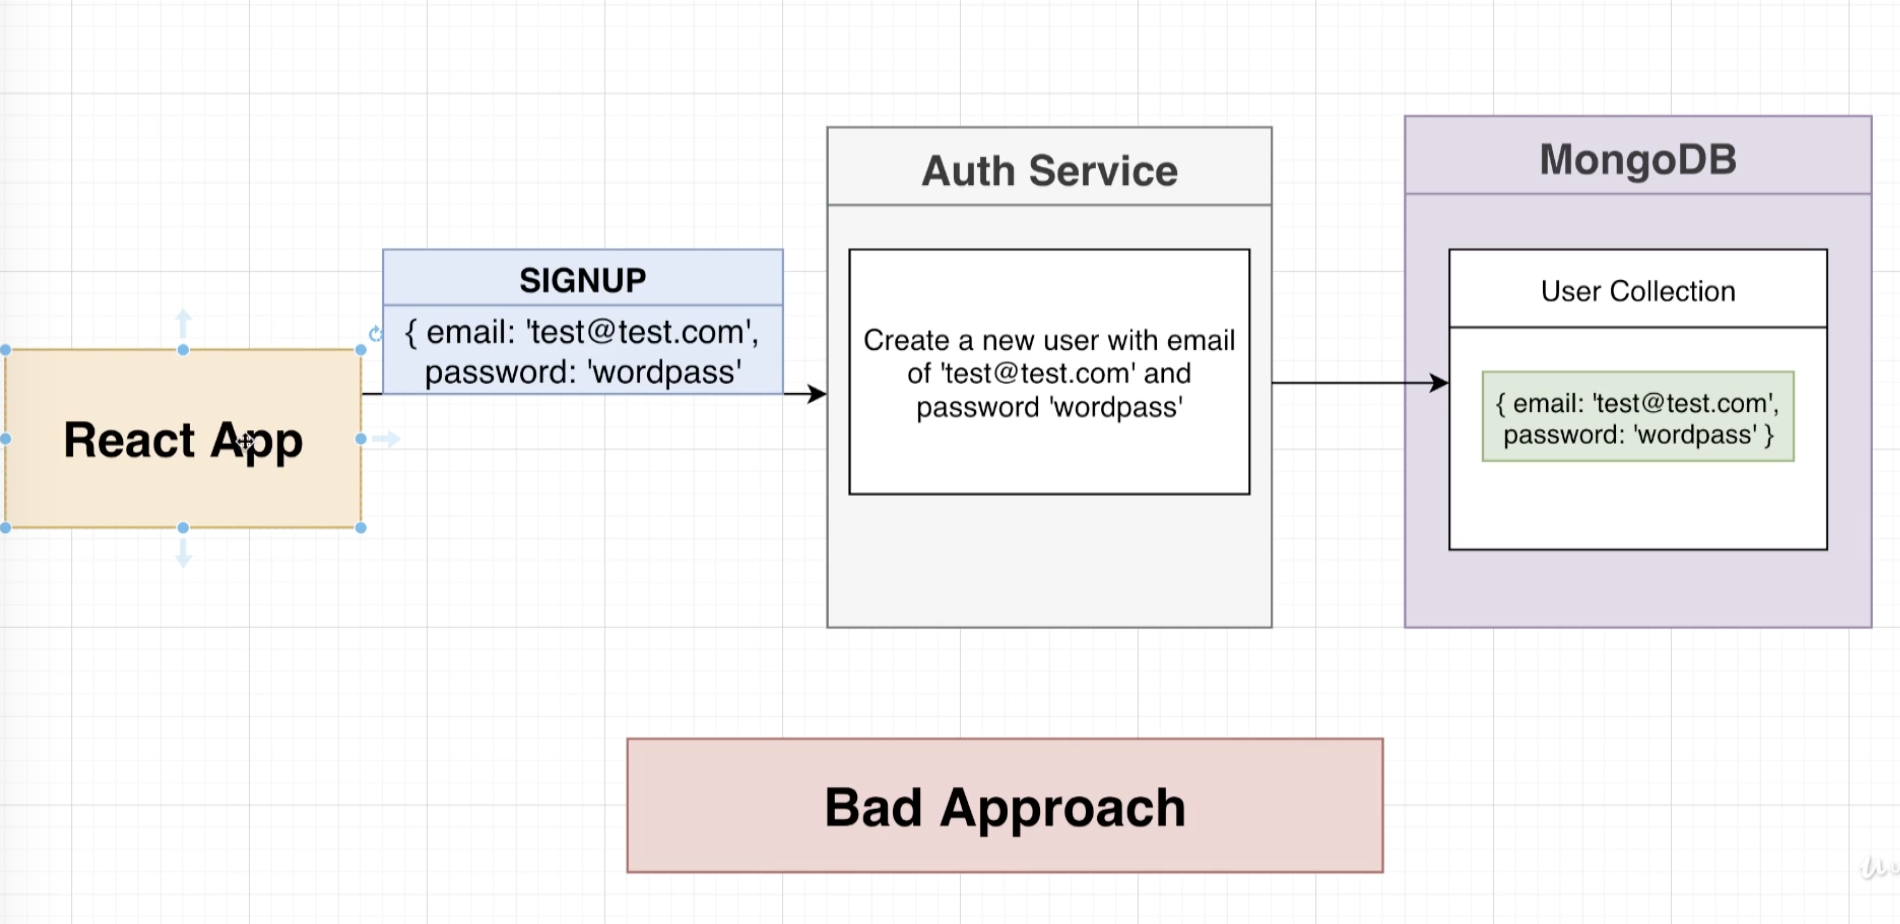 Auth Service
MongoDB
SIGNUP
{ email: 'test@test.com',
password: 'wordpass'
React App
Create a new user with email
of 'test@test.com' and
password 'wordpass'
User Collection
{ email: 'test@test.com',
password: 'wordpass' }
Bad Approach